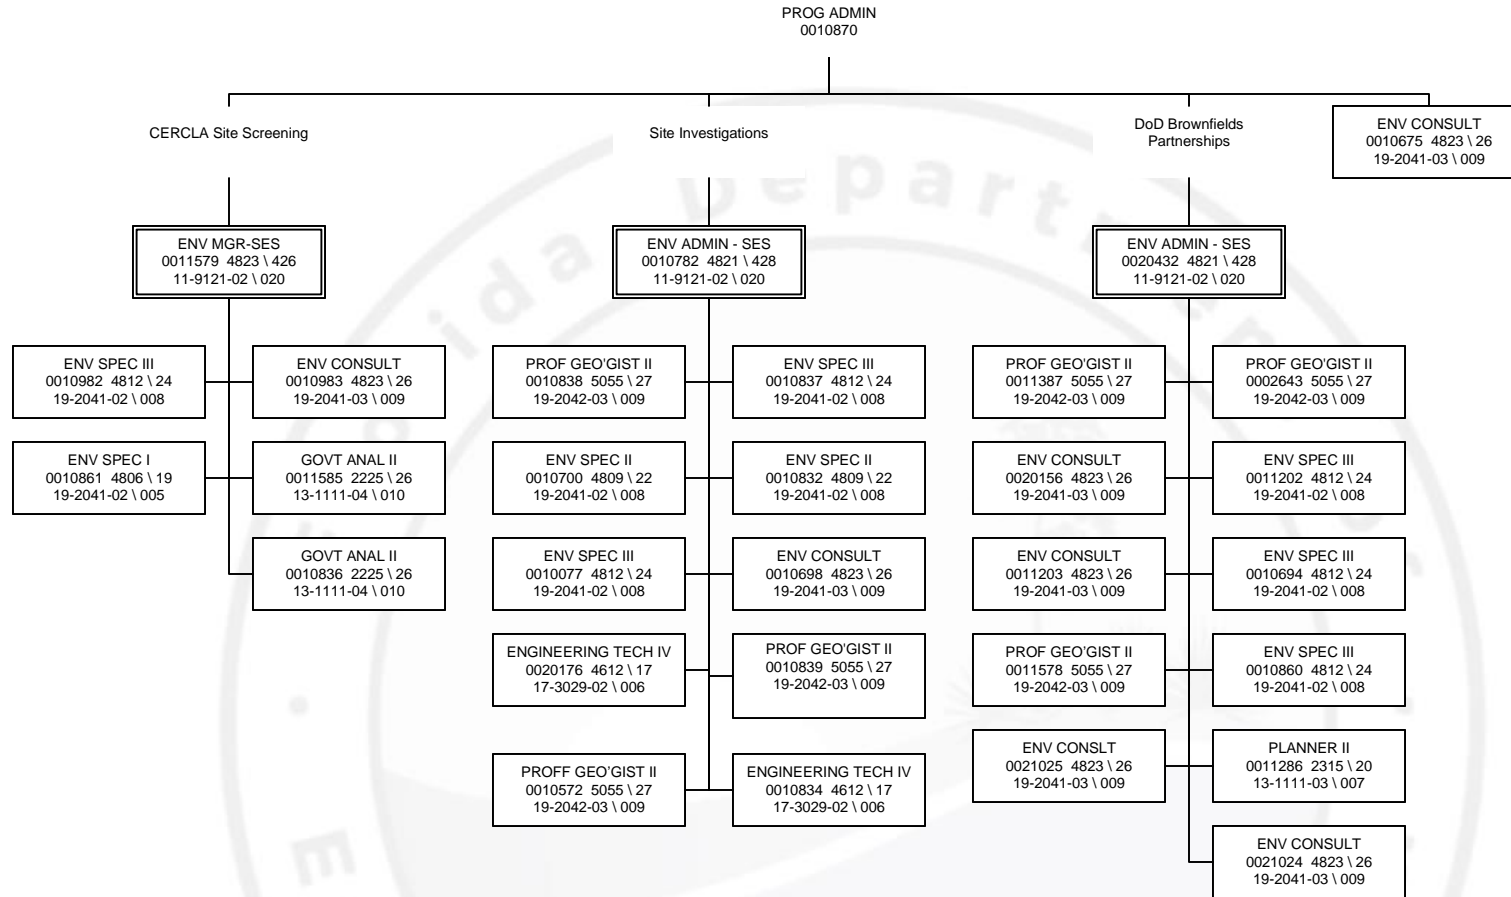 PROG ADMIN
0010870
CERCLA Site Screening
Site Investigations
DoD Brownfields
Partnerships
ENV CONSULT
0010675 4823 \ 26
19-2041-03 \ 009
ENV MGR-SES
0011579 4823 \ 426
11-9121-02 \ 020
ENV ADMIN - SES
0010782 4821 \ 428
11-9121-02 \ 020
ENV ADMIN - SES
0020432 4821 \ 428
11-9121-02 \ 020
ENV SPEC III
0010982 4812 \ 24
19-2041-02 \ 008
ENV CONSULT
0010983 4823 \ 26
19-2041-03 \ 009
PROF GEO'GIST II
0010838 5055 \ 27
19-2042-03 \ 009
ENV SPEC III
0010837 4812 \ 24
19-2041-02 \ 008
PROF GEO'GIST II
0011387 5055 \ 27
19-2042-03 \ 009
PROF GEO'GIST II
0002643 5055 \ 27
19-2042-03 \ 009
ENV SPEC I
0010861 4806 \ 19
19-2041-02 \ 005
GOVT ANAL II
0011585 2225 \ 26
13-1111-04 \ 010
ENV SPEC II
0010700 4809 \ 22
19-2041-02 \ 008
ENV SPEC II
0010832 4809 \ 22
19-2041-02 \ 008
ENV CONSULT
0020156 4823 \ 26
19-2041-03 \ 009
ENV SPEC III
0011202 4812 \ 24
19-2041-02 \ 008
GOVT ANAL II
0010836 2225 \ 26
13-1111-04 \ 010
ENV SPEC III
0010077 4812 \ 24
19-2041-02 \ 008
ENV CONSULT
0010698 4823 \ 26
19-2041-03 \ 009
ENV CONSULT
0011203 4823 \ 26
19-2041-03 \ 009
ENV SPEC III
0010694 4812 \ 24
19-2041-02 \ 008
ENGINEERING TECH IV
0020176 4612 \ 17
17-3029-02 \ 006
PROF GEO'GIST II
0010839 5055 \ 27
19-2042-03 \ 009
PROF GEO'GIST II
0011578 5055 \ 27
19-2042-03 \ 009
ENV SPEC III
0010860 4812 \ 24
19-2041-02 \ 008
PROFF GEO'GIST II
0010572 5055 \ 27
19-2042-03 \ 009
ENGINEERING TECH IV
0010834 4612 \ 17
17-3029-02 \ 006
ENV CONSLT
0021025 4823 \ 26
19-2041-03 \ 009
PLANNER II
0011286 2315 \ 20
13-1111-03 \ 007
ENV CONSULT
0021024 4823 \ 26
19-2041-03 \ 009